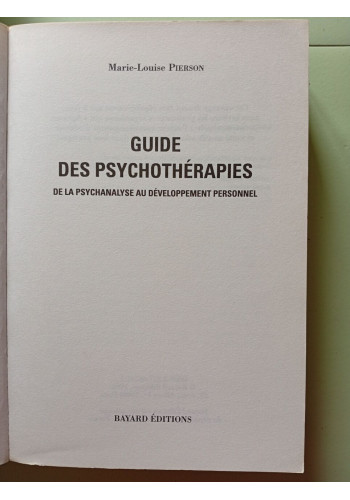 Marie-Louise PIERSON
GUIDE
DES PSYCHOTHÉRAPIES
DE LA PSYCHANALYSE AU DÉVELOPPEMENT PERSONNEL
BAYARD ÉDITIONS